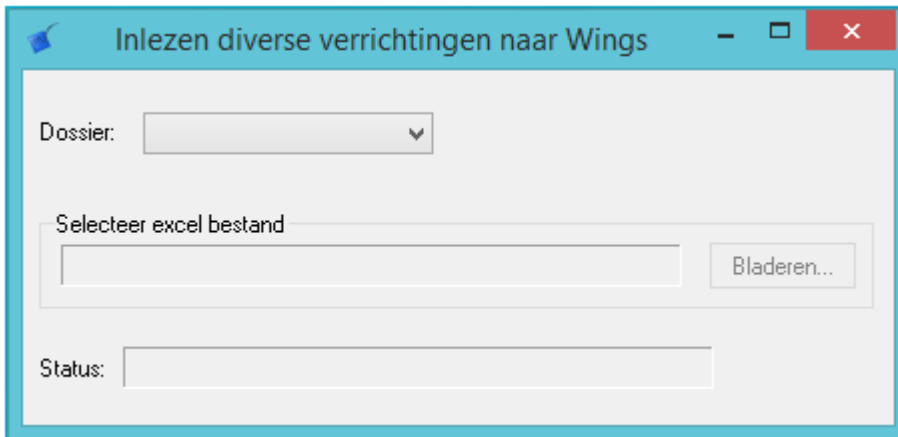 Inlezen diverse verrichtingen naar Wings
Dossier:
Selecteer excel bestand
Bladeren...
Status: